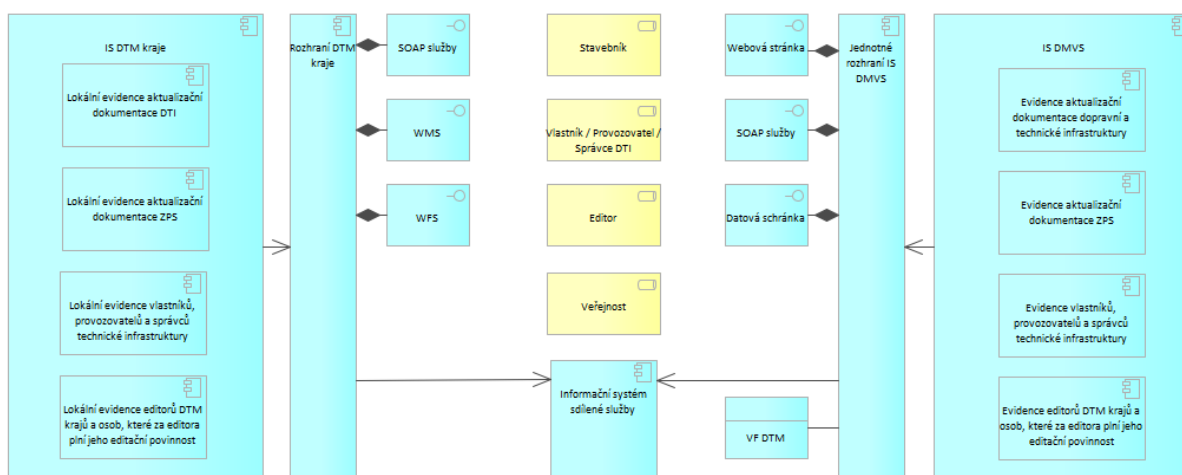 IS DTM kraje
Lokální evidence aktualizační
dokumentace DTI
Lokální evidence aktualizační
dokumentace ZPS
Lokální evidence vlastníků,
provozovatelů a správců
technické infrastruktury
Lokální evidence editorů DTM
krajů a osob, které za editora
plní jeho editační povinnost
Rozhraní DTM
kraje
SOAP služby
WMS
WFS
Stavebník
Vlastník / Provozovatel /
Správce DTI
Editor
Veřejnost
Informační systém
sdílené služby
Webová stránka
SOAP služby
Datová schránka
VF DTM
Jednotné
rozhraní IS
DMVS
IS DMVS
Evidence aktualizační
dokumentace dopravní a
technické infrastruktury
Evidence aktualizační
dokumentace ZPS
Evidence vlastníků,
provozovatelů a správců
technické infrastruktury
Evidence editorů DTM krajů a
osob, které za editora plní jeho
editační povinnost